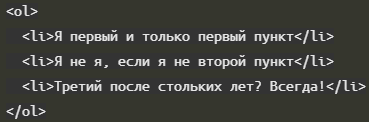 <ol>
<li>Я первый и только первый пункт</li>
<li>Я не я, если я не второй пункт</li>
<li>Третий после стольких лет? Всегда!</li>
</ol>